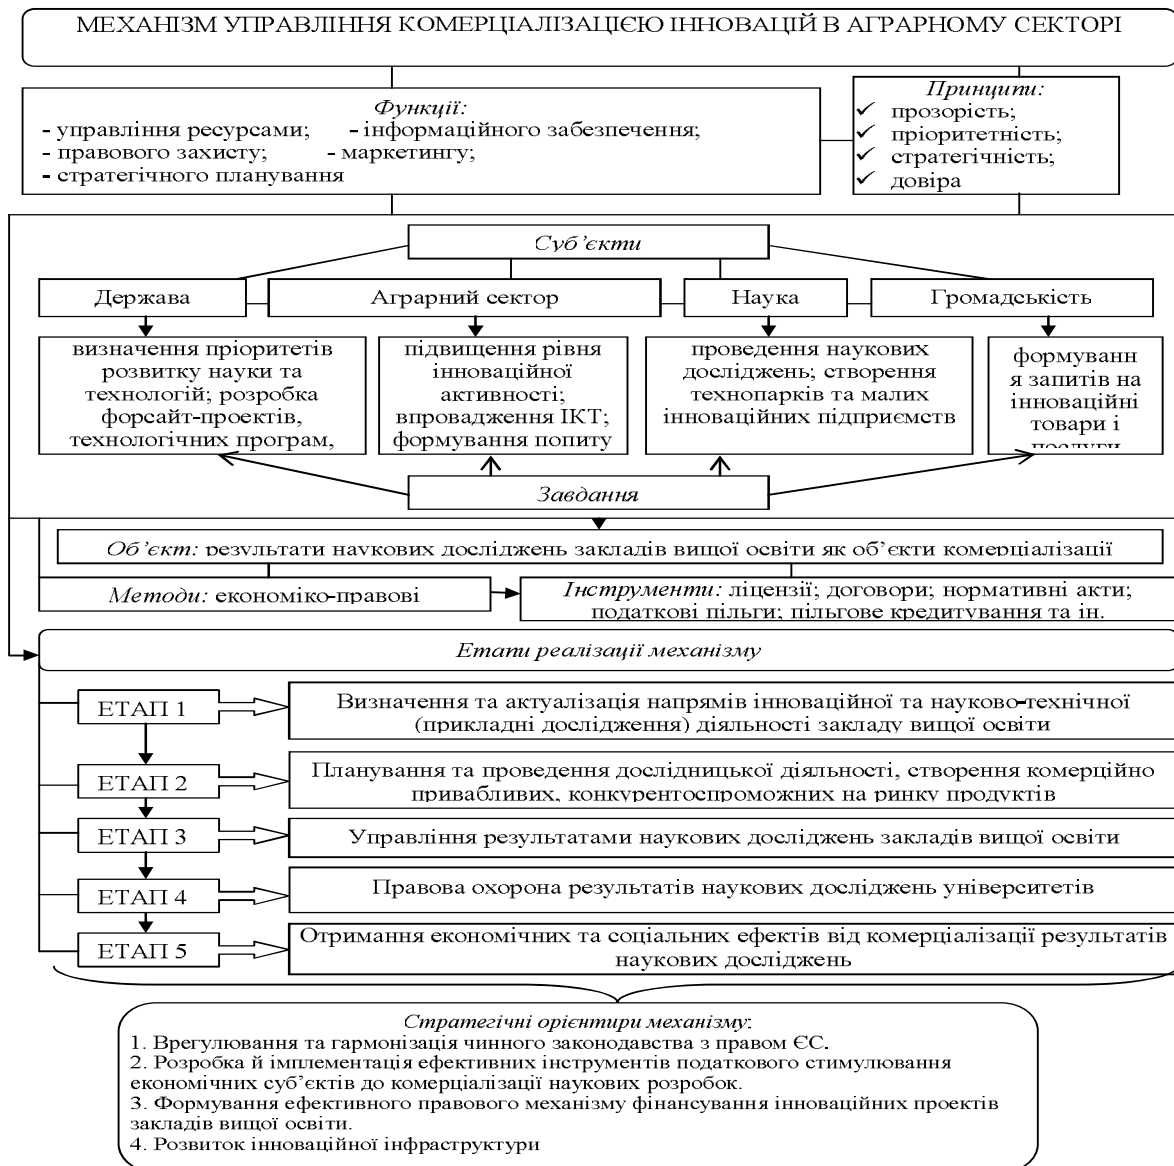 МЕХАНІЗМ УПРАВЛІННЯ КОМЕРЦІАЛІЗАЦІЄЮ ІННОВАЦІЙ В АГРАРНОМУ СЕКТОРІ
Функції:
- управління ресурсами; - інформаційного забезпечення;
- правового захисту; - маркетингу;
- стратегічного планування
Принципи:
✓ прозорість;
✓ пріоритетність;
✓ стратегічність;
✓ довіра
Суб’єкти
Держава
Аграрний сектор
Наука
Громадськість
визначення пріоритетів
розвитку науки та
технологій; розробка
форсайт-проектів,
технологічних програм,
підвищення рівня
інноваційної
активності;
впровадження ІКТ;
формування попиту
проведення наукових
досліджень; створення
технопарків та малих
інноваційних підприємств
формуванн
я запитів на
інноваційні
товари і
послуги
Завдання
Об’єкт: результати наукових досліджень закладів вищої освіти як об’єкти комерціалізації
Методи: економіко-правові
Інструменти: ліцензії; договори; нормативні акти;
податкові пільги; пільгове кредитування та ін.
Етапи реалізації механізму
ЕТАП 1
Визначення та актуалізація напрямів інноваційної та науково-технічної
(прикладні дослідження) діяльності закладу вищої освіти
ЕТАП 2
Планування та проведення дослідницької діяльності, створення комерційно
привабливих, конкурентоспроможних на ринку продуктів
ЕТАП 3
Управління результатами наукових досліджень закладів вищої освіти
ЕТАП 4
Правова охорона результатів наукових досліджень університетів
ЕТАП 5
Отримання економічних та соціальних ефектів від комерціалізації результатів
наукових досліджень
Стратегічні орієнтири механізму:
1. Врегулювання та гармонізація чинного законодавства з правом ЄС.
2. Розробка й імплементація ефективних інструментів податкового стимулювання
економічних суб’єктів до комерціалізації наукових розробок.
3. Формування ефективного правового механізму фінансування інноваційних проектів
закладів вищої освіти.
4. Розвиток інноваційної інфраструктури